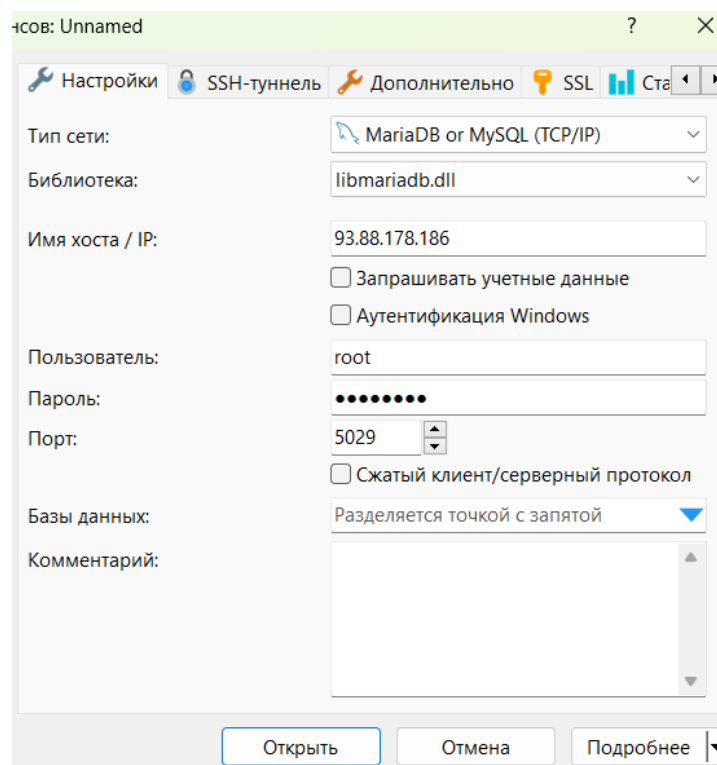 нсов: Unnamed ? ×
Настройки SSH-туннель Дополнительно SSL Ста
Тип сети: MariaDB or MySQL (TCP/IP)
Библиотека: libmariadb.dll
Имя хоста / IP: 93.88.178.186
Запрашивать учетные данные
Аутентификация Windows
Пользователь: root
Пароль: ●●●●●●●●
Порт: 5029
Сжатый клиент/серверный протокол
Базы данных: Разделяется точкой с запятой
Комментарий:
Открыть Отмена Подробнее